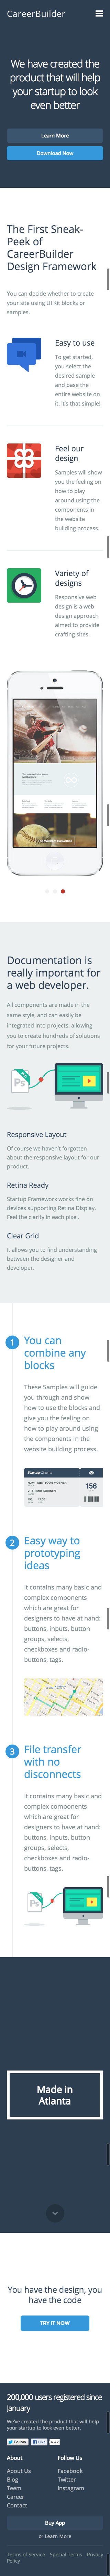 CareerBuilder
We have created the
product that will help
your startup to look
even better
Learn More
Download Now
The First Sneak-
Peek of
CareerBuilder
Design Framework
You can decide whether to create
your site using UI Kit blocks or
samples.
Easy to use
To get started,
you select the
desired sample
and base the
entire website on
it. It's that simple!
Feel our
design
Samples will show
you the feeling on
how to play
around using the
components in
the website
building process.
Variety of
designs
Responsive web
design is a web
design approach
aimed to provide
crafting sites.
Documentation is
really important for
a web developer.
All components are made in the
same style, and can easily be
integrated into projects, allowing
you to create hundreds of solutions
for your future projects.
Ps
Responsive Layout
Of course we haven't forgotten
about the responsive layout for our
product.
Retina Ready
Startup Framework works fine on
devices supporting Retina Display.
Feel the clarity in each pixel.
Clear Grid
It allows you to find understanding
between the designer and
developer.
1
You can
combine any
blocks
These Samples will guide
you through and show
how to use the blocks and
give you the feeling on
how to play around using
the components in the
website building process.
156
2
Easy way to
prototyping
ideas
It contains many basic and
complex components
which are great for
designers to have at hand:
buttons, inputs, button
groups, selects,
checkboxes and radio-
buttons, tags.
3
File transfer
with no
disconnects
It contains many basic and
complex components
which are great for
designers to have at hand:
buttons, inputs, button
groups, selects,
checkboxes and radio-
buttons, tags.
Ps
Made in
Atlanta
You have the design, you
have the code
TRY IT NOW
200,000 users registered since
January
We've created the product that will help
your startup to look even better.
Follow
Like
About
Follow Us
About Us
Facebook
Blog
Twitter
Team
Instagram
Career
Contact
Buy App
or Learn More
Terms of Service Special Terms Privacy
Policy